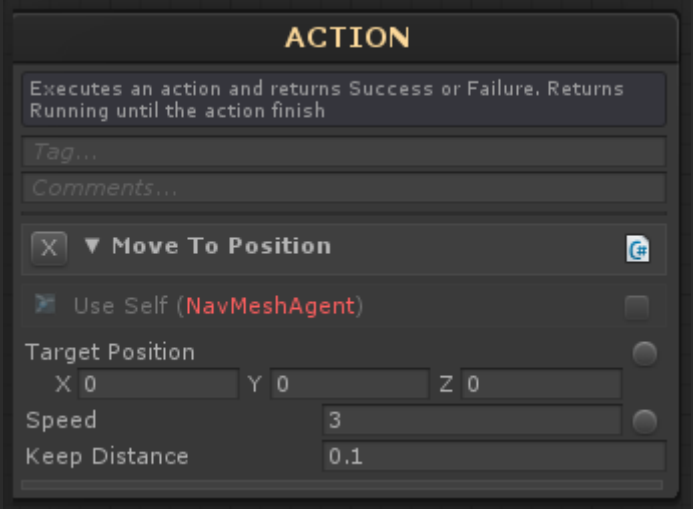 ACTION
Executes an action and returns Success or Failure. Returns
Running until the action finish
Tag...
Comments...
X ▼ Move To Position C#
Use Self (NavMeshAgent)
Target Position
X 0 Y 0 Z 0
Speed 3
Keep Distance 0.1